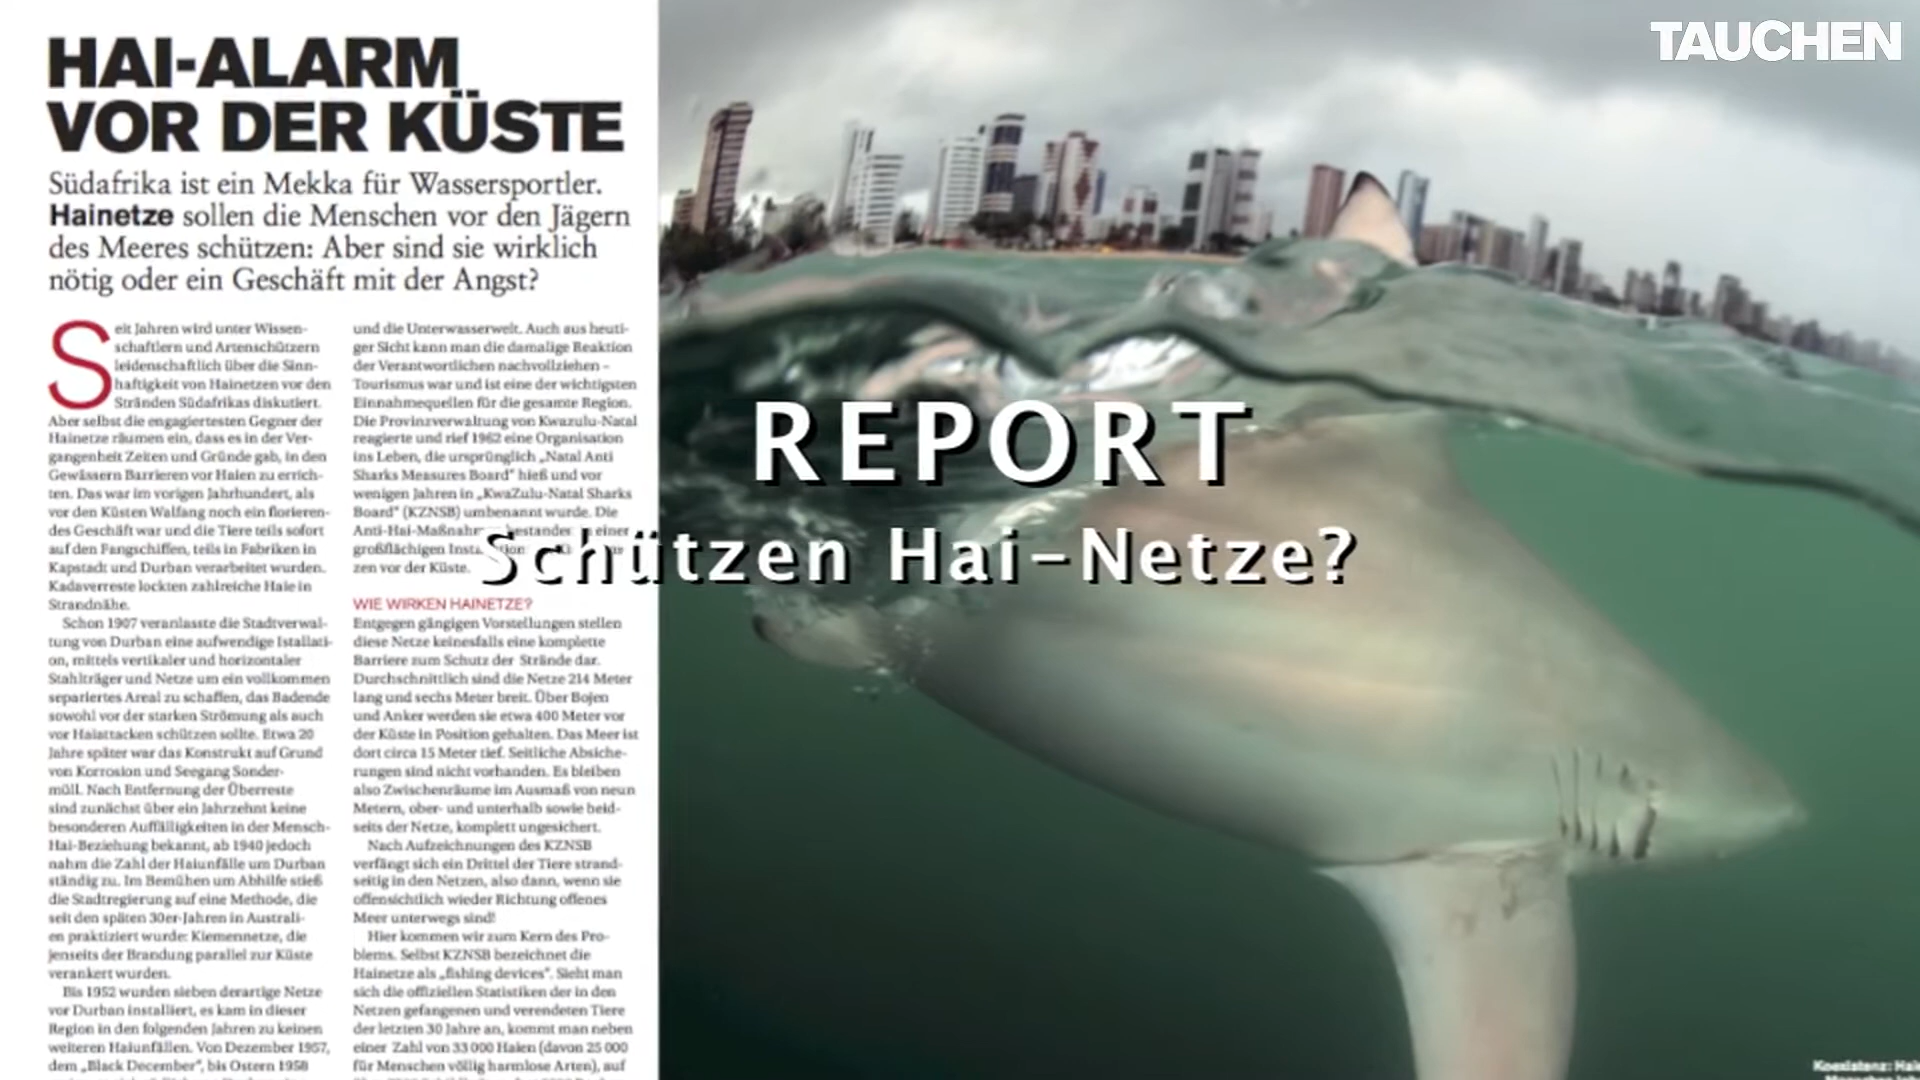 HAI-ALARM
VOR DER KÜSTE
Südafrika ist ein Mekka für Wassersportler.
Hainetze sollen die Menschen vor den Jägern
des Meeres schützen: Aber sind sie wirklich
nötig oder ein Geschäft mit der Angst?
Seit Jahren wird unter Wissen-
schaftlern und Artenschützern
leidenschaftlich über die Sinn-
haftigkeit von Hainetzen vor den
Stränden Südafrikas diskutiert.
Aber selbst die engagiertesten Gegner der
Hainetze räumen ein, dass es in der Ver-
gangenheit Zeiten und Gründe gab, in den
Gewässern Barrieren vor Haien zu errich-
ten. Das war im vorigen Jahrhundert, als
vor den Küsten Walfang noch ein florieren-
des Geschäft war und die Tiere teils sofort
auf den Fangschiffen, teils in Fabriken in
Kapstadt und Durban verarbeitet wurden.
Kadaverreste lockten zahlreiche Haie in
Strandnähe.
Schon 1907 veranlasste die Stadtverwal-
tung von Durban eine aufwendige Istallati-
on, mittels vertikaler und horizontaler
Stahlträger und Netze um ein vollkommen
separiertes Areal zu schaffen, das Badende
sowohl vor der starken Strömung als auch
vor Haiattacken schützen sollte. Etwa 20
Jahre später war das Konstrukt auf Grund
von Korrosion und Seegang Sonder-
müll. Nach Entfernung der Überreste
sind zunächst über ein Jahrzehnt keine
besonderen Auffälligkeiten in der Mensch-
Hai-Beziehung bekannt, ab 1940 jedoch
nahm die Zahl der Haiunfälle um Durban
ständig zu. Im Bemühen um Abhilfe stieß
die Stadtregierung auf eine Methode, die
seit den späten 30er-Jahren in Australi-
en praktiziert wurde: Kiemennetze, die
jenseits der Brandung parallel zur Küste
verankert wurden.
Bis 1952 wurden sieben derartige Netze
vor Durban installiert, es kam in dieser
Region in den folgenden Jahren zu keinen
weiteren Haiunfällen. Von Dezember 1957,
dem „Black December", bis Ostern 1958
und die Unterwasserwelt. Auch aus heuti-
ger Sicht kann man die damalige Reaktion
der Verantwortlichen nachvollziehen –
Tourismus war und ist eine der wichtigsten
Einnahmequellen für die gesamte Region.
Die Provinzverwaltung von Kwazulu-Natal
reagierte und rief 1962 eine Organisation
ins Leben, die ursprünglich „Natal Anti
Sharks Measures Board" hieß und vor
wenigen Jahren in „KwaZulu-Natal Sharks
Board" (KZNSB) umbenannt wurde. Die
Anti-Hai-Maßnahmen bestanden in einer
großflächigen
zen vor der Küste.
WIE WIRKEN HAINETZE?
Entgegen gängigen Vorstellungen stellen
diese Netze keinesfalls eine komplette
Barriere zum Schutz der Strände dar.
Durchschnittlich sind die Netze 214 Meter
lang und sechs Meter breit. Über Bojen
und Anker werden sie etwa 400 Meter vor
der Küste in Position gehalten. Das Meer ist
dort circa 15 Meter tief. Seitliche Absiche-
rungen sind nicht vorhanden. Es bleiben
also Zwischenräume im Ausmaß von neun
Metern, ober- und unterhalb sowie beid-
seits der Netze, komplett ungesichert.
Nach Aufzeichnungen des KZNSB
verfängt sich ein Drittel der Tiere strand-
seitig in den Netzen, also dann, wenn sie
offensichtlich wieder Richtung offenes
Meer unterwegs sind!
Hier kommen wir zum Kern des Pro-
blems. Selbst KZNSB bezeichnet die
Hainetze als „fishing devices". Sieht man
sich die offiziellen Statistiken der in den
Netzen gefangenen und verendeten Tiere
der letzten 30 Jahre an, kommt man neben
einer Zahl von 33 000 Haien (davon 25 000
für Menschen völlig harmlose Arten), auf
TAUCHEN
REPORT
Schützen Hai-Netze?
Koexistenz: